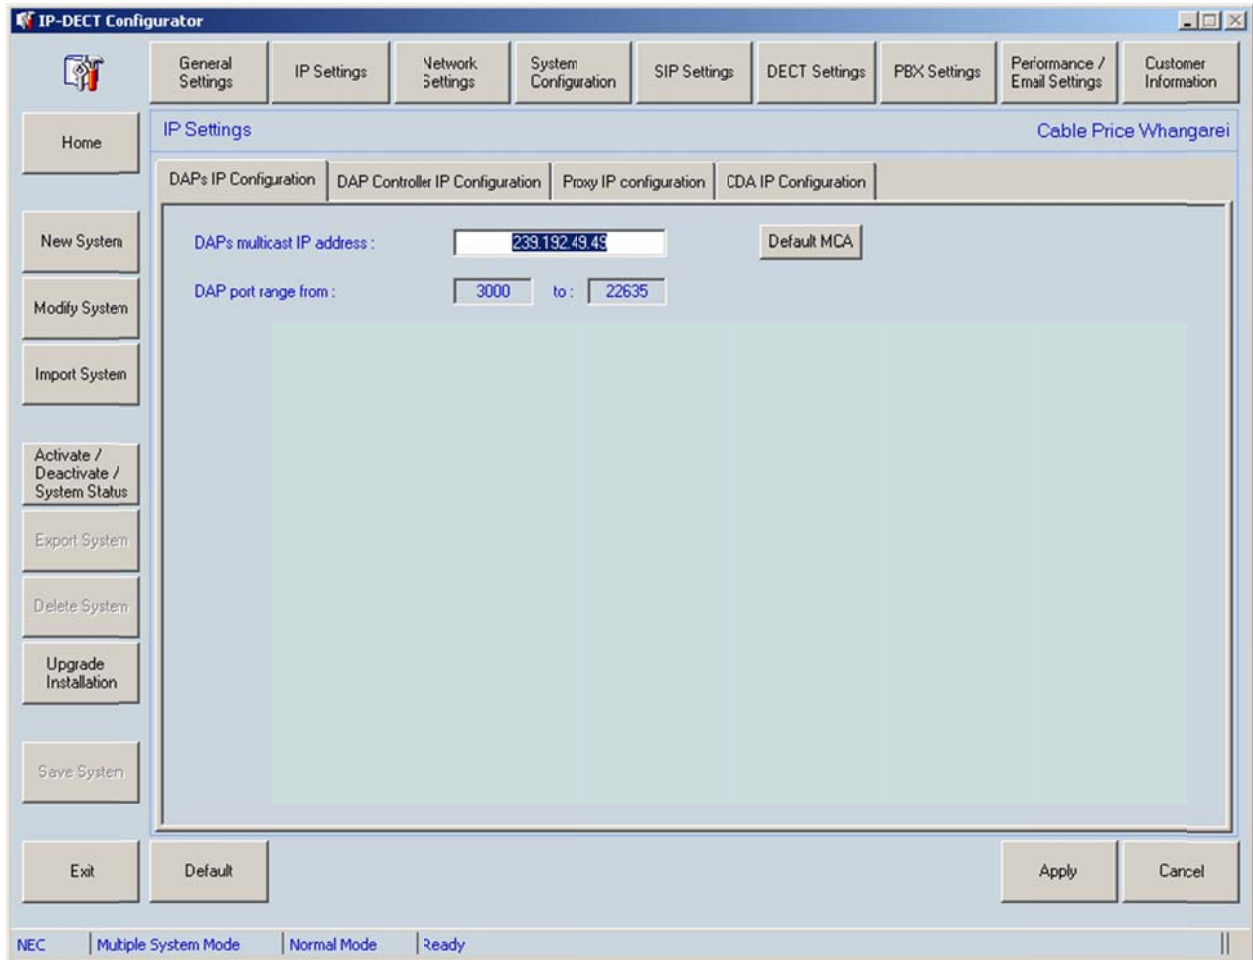 IP-DECT Configurator
General
Settings
IP Settings
Network
Settings
System
Configuration
SIP Settings
DECT Settings
PBX Settings
Performance /
Email Settings
Customer
Information
Home
IP Settings
Cable Price Whangarei
DAPs IP Configuration
DAP Controller IP Configuration
Proxy IP configuration
CDA IP Configuration
New System
DAPs multicast IP address :
239.192.49.49
Default MCA
DAP port range from :
3000
to :
22635
Modify System
Import System
Activate /
Deactivate /
System Status
Export System
Delete System
Upgrade
Installation
Save System
Exit
Default
Apply
Cancel
NEC
Multiple System Mode
Normal Mode
Ready